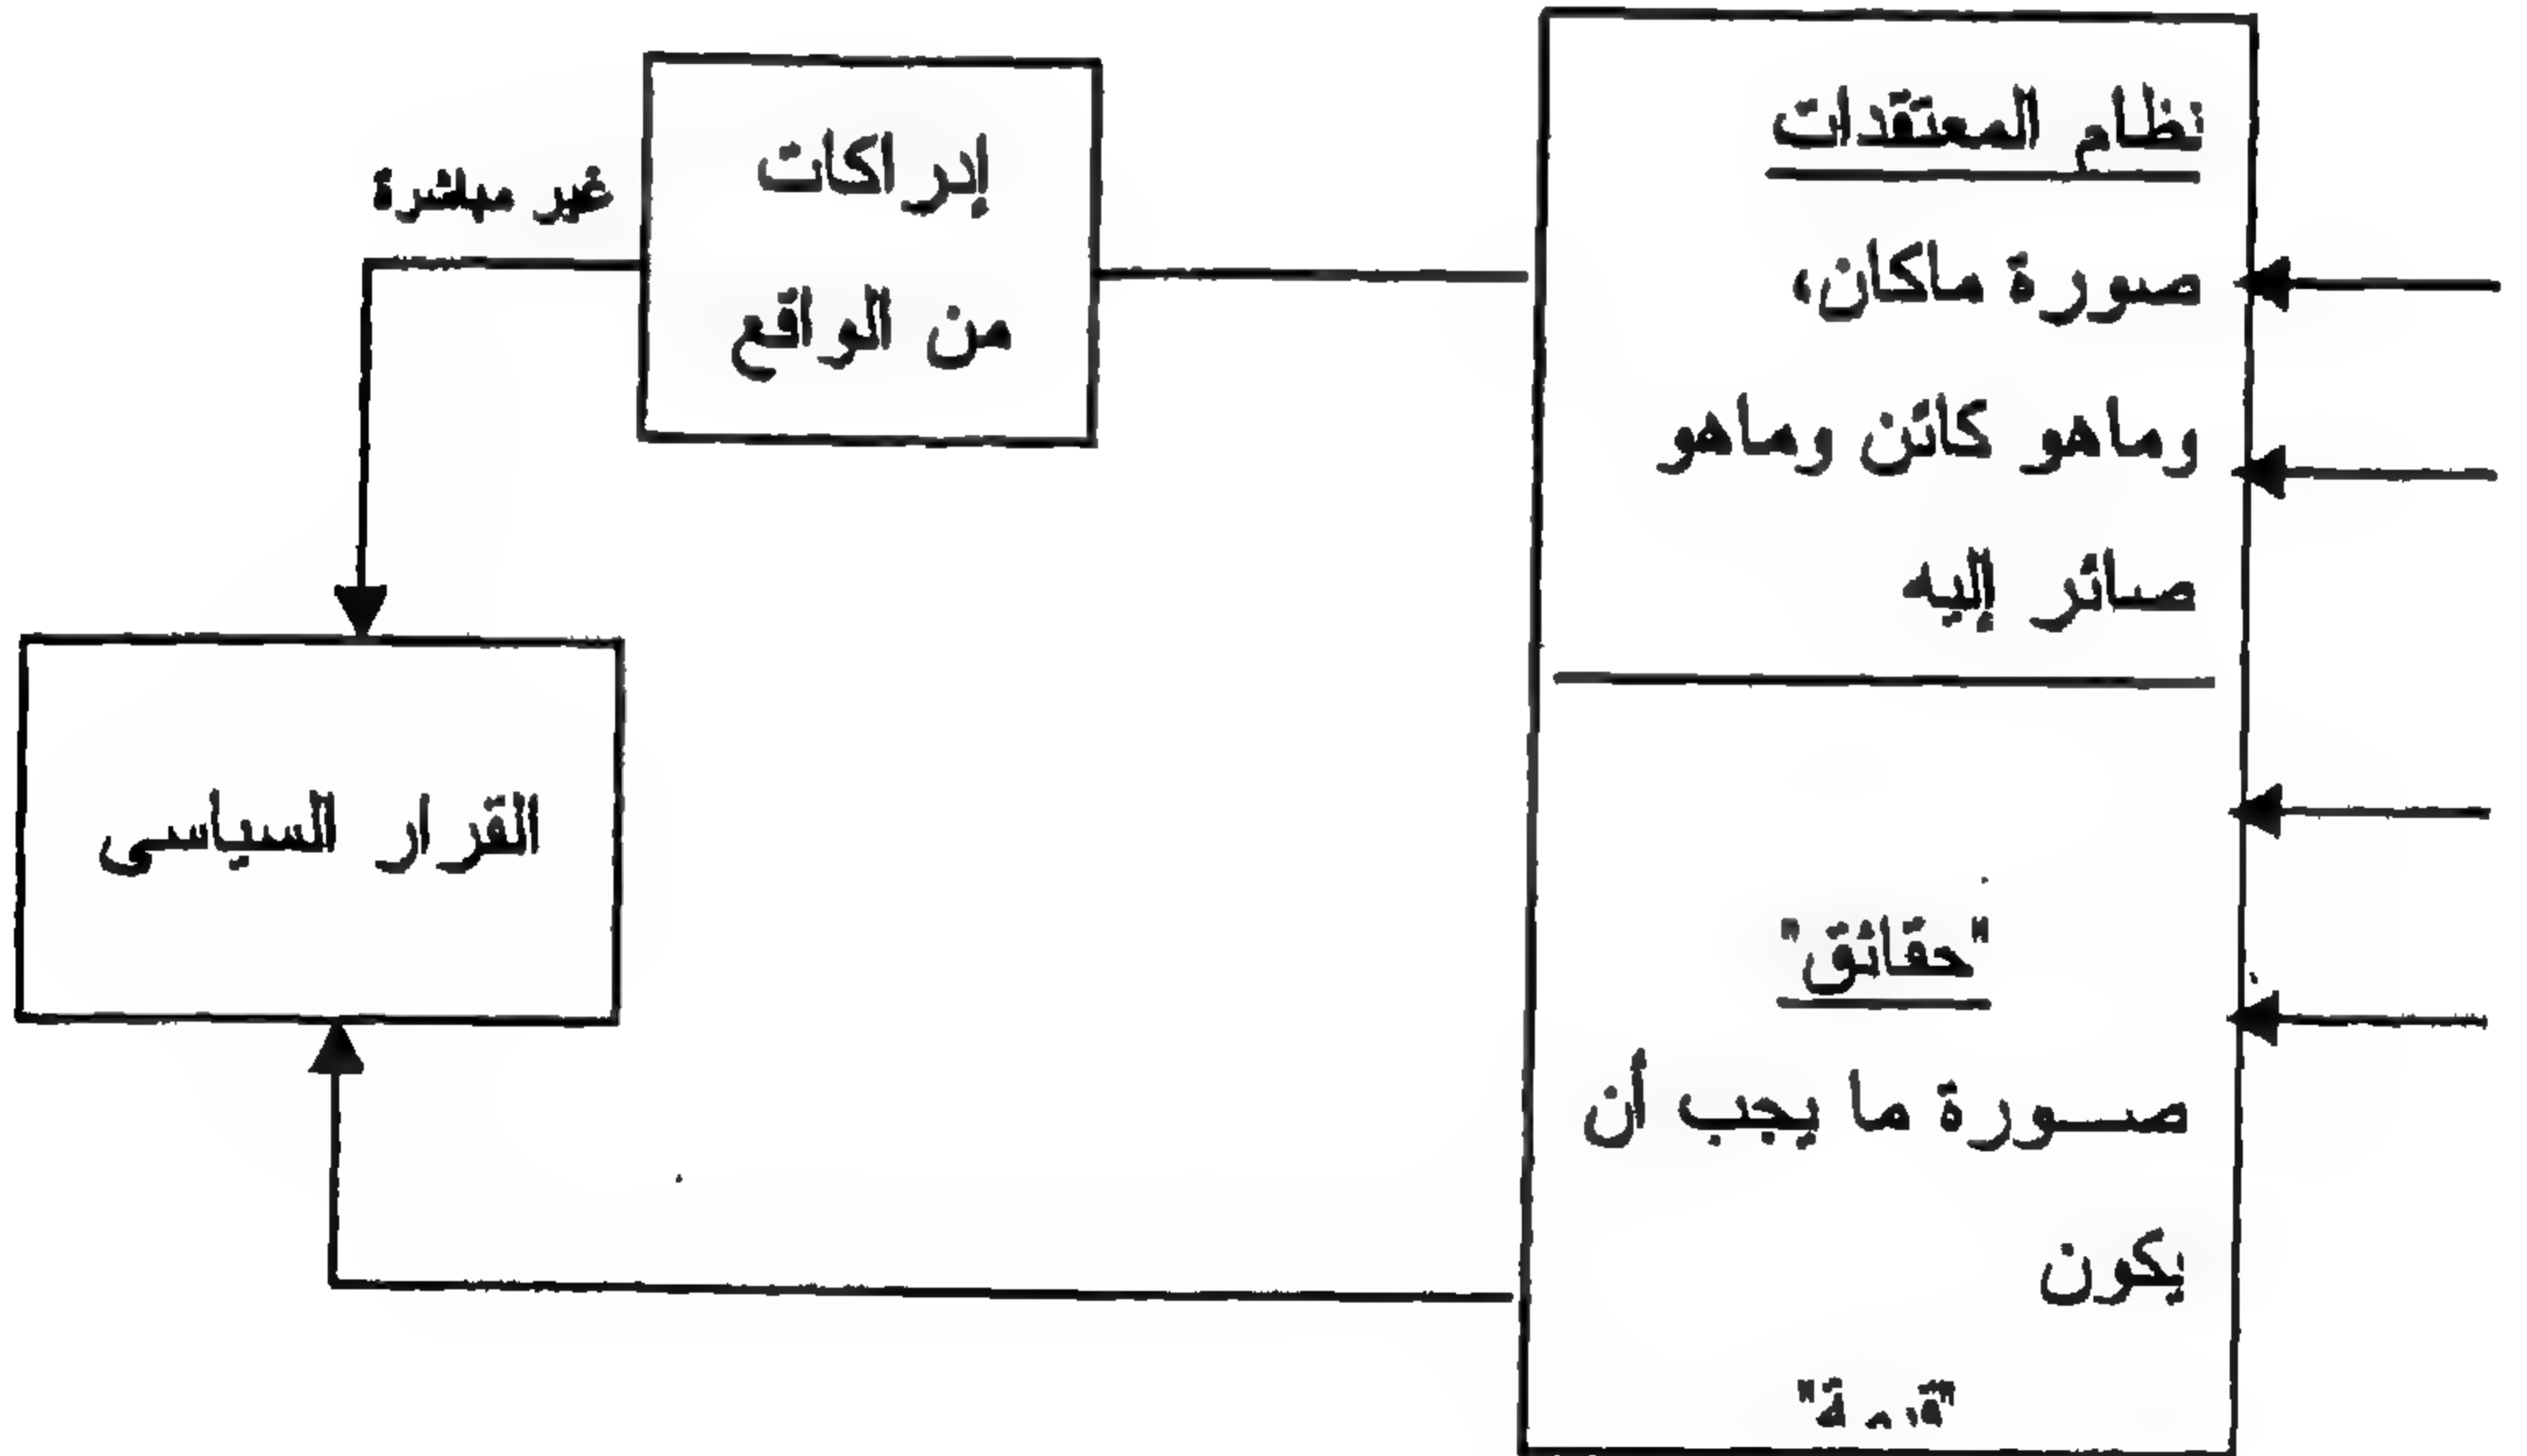 نظام المعتقدات
صورة ماكان،
وماهو كائن وماهو
صائر إليه
"حقائق"
صـــورة ما يجب أن
يكون
إدراكات
من الواقع
غير مباشرة
القرار السياسى